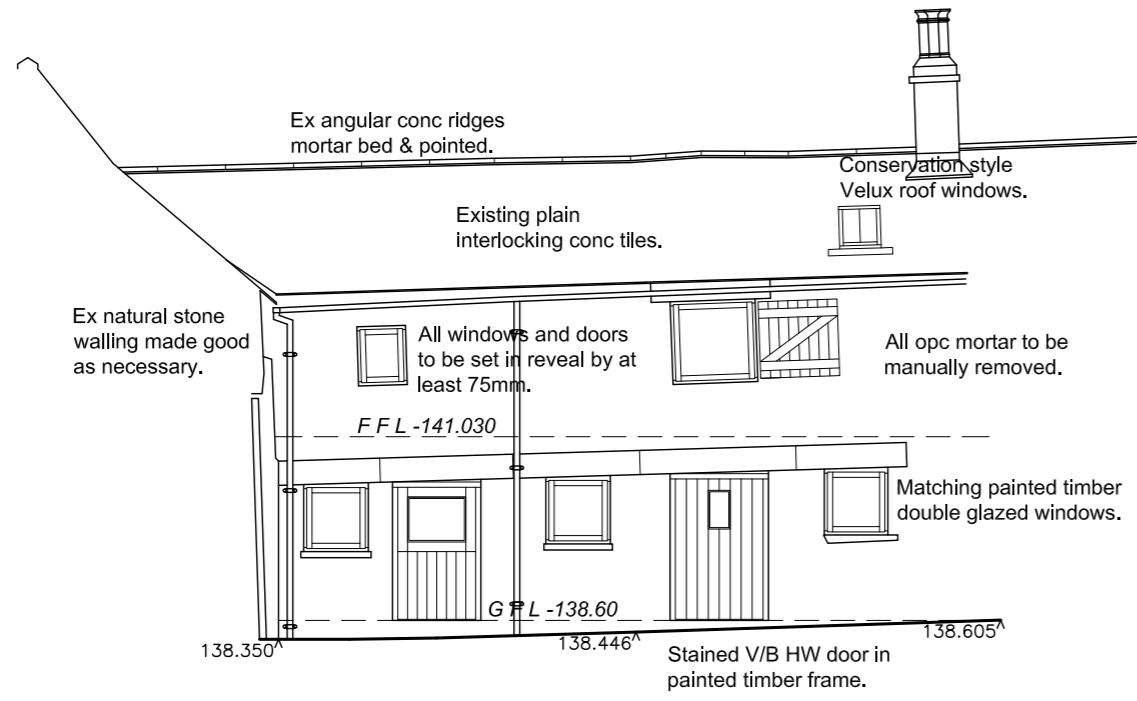 Ex angular conc ridges
mortar bed & pointed.
Conservation style
Velux roof windows.
Existing plain
interlocking conc tiles.
Ex natural stone
walling made good
as necessary.
All windows and doors
to be set in reveal by at
least 75mm.
All opc mortar to be
manually removed.
F F L -141.030
Matching painted timber
double glazed windows.
G F L -138.60
138.350
138.446
138.605
Stained V/B HW door in
painted timber frame.